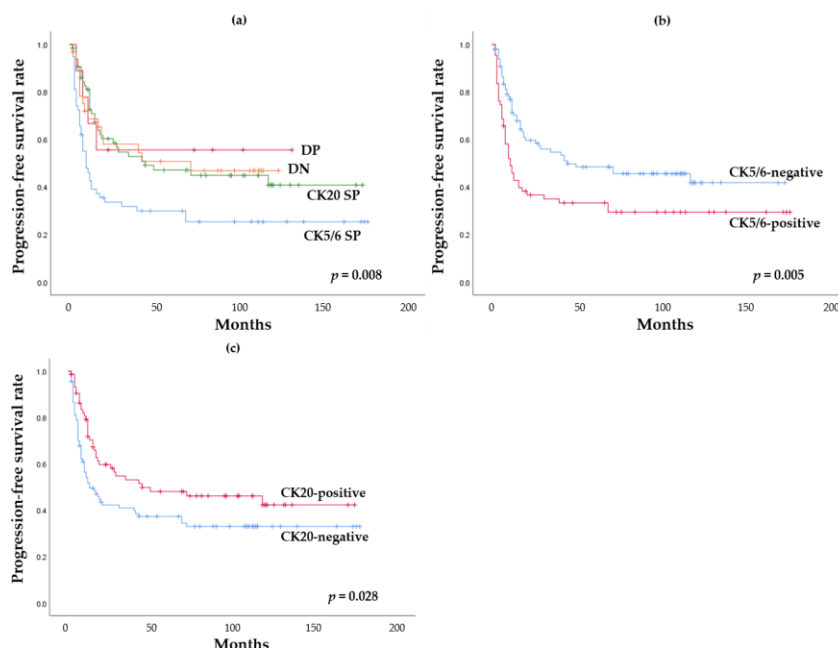 (a)
Progression-free survival rate
1.0
0.8
0.6
0.4
0.2
0.0
DP
DN
CK20 SP
CK5/6 SP
p = 0.008
0 50 100 150 200
Months
(b)
Progression-free survival rate
1.0
0.8
0.6
0.4
0.2
0.0
CK5/6-negative
CK5/6-positive
p = 0.005
0 50 100 150 200
Months
(c)
Progression-free survival rate
1.0
0.8
0.6
0.4
0.2
0.0
CK20-positive
CK20-negative
p = 0.028
0 50 100 150 200
Months